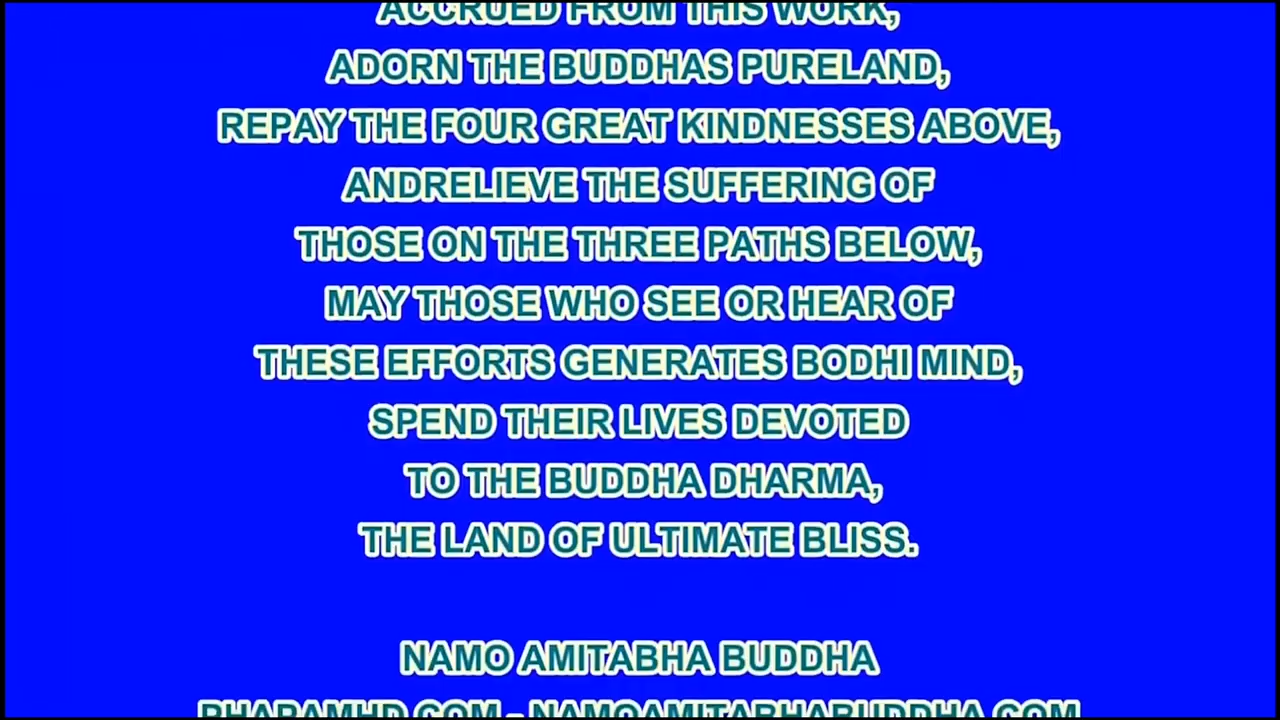 ACCRUED FROM THIS WORK,
ADORN THE BUDDHAS PURELAND,
REPAY THE FOUR GREAT KINDNESSES ABOVE,
ANDRELIEVE THE SUFFERING OF
THOSE ON THE THREE PATHS BELOW,
MAY THOSE WHO SEE OR HEAR OF
THESE EFFORTS GENERATES BODHI MIND,
SPEND THEIR LIVES DEVOTED
TO THE BUDDHA DHARMA,
THE LAND OF ULTIMATE BLISS.
NAMO AMITABHA BUDDHA
PHAPAMHD.COM - NAMOAMITABHABUDDHA.COM